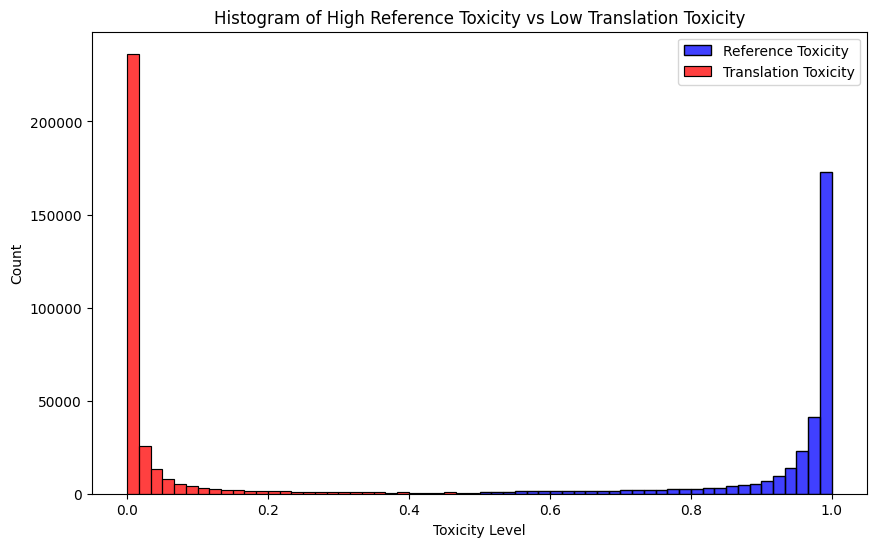 Histogram of High Reference Toxicity vs Low Translation Toxicity
Reference Toxicity
Translation Toxicity
Count
200000
150000
100000
50000
0
0.0 0.2 0.4 0.6 0.8 1.0
Toxicity Level